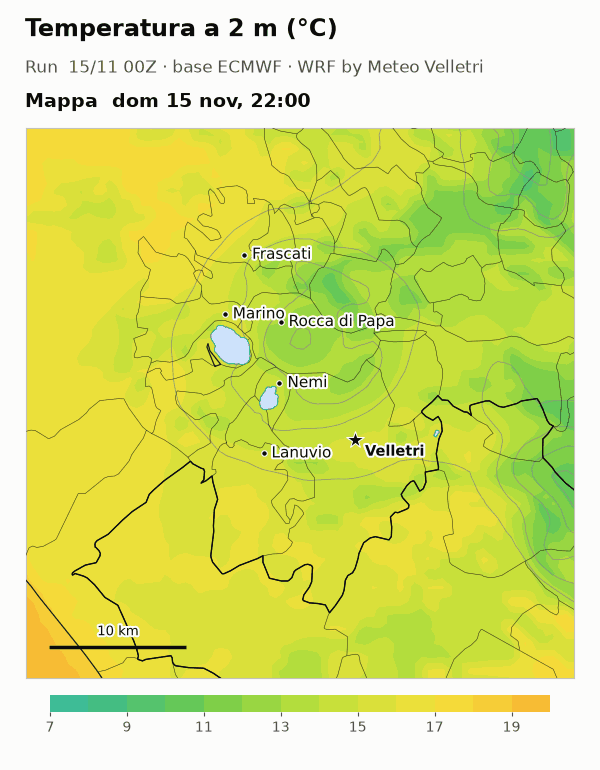 Temperatura a 2 m (°C)
Run  15/11 00Z · base ECMWF · WRF by Meteo Velletri
Mappa  dom 15 nov, 22:00
Frascati
Marino
Rocca di Papa
Nemi
Velletri
Lanuvio
10 km
7 9 11 13 15 17 19